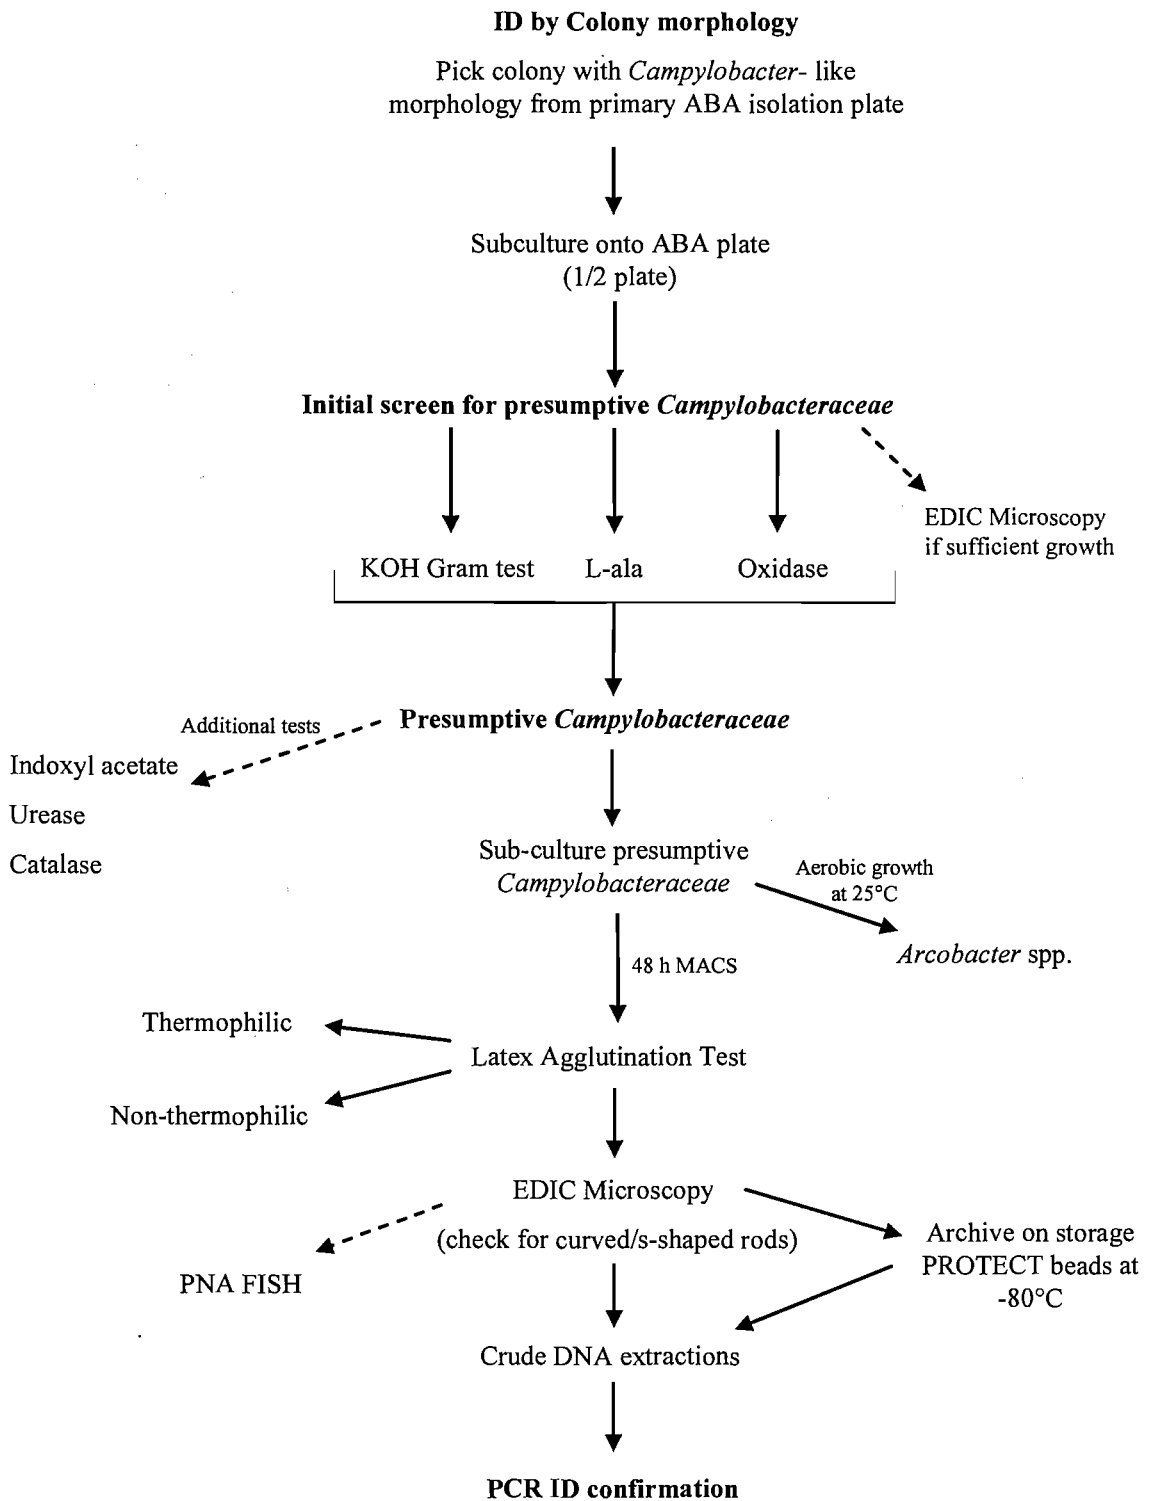 ID by Colony morphology
Pick colony with Campylobacter- like
morphology from primary ABA isolation plate
Subculture onto ABA plate
(1/2 plate)
Initial screen for presumptive Campylobacteraceae
EDIC Microscopy
if sufficient growth
KOH Gram test L-ala Oxidase
Additional tests
Presumptive Campylobacteraceae
Indoxyl acetate
Urease
Catalase
Sub-culture presumptive
Campylobacteraceae
Aerobic growth
at 25°C
Arcobacter spp.
48 h MACS
Thermophilic
Latex Agglutination Test
Non-thermophilic
EDIC Microscopy
(check for curved/s-shaped rods)
Archive on storage
PROTECT beads at
-80°C
PNA FISH
Crude DNA extractions
PCR ID confirmation